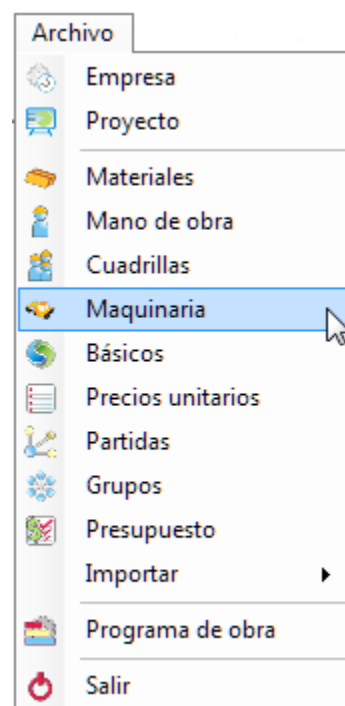 Archivo
Empresa
Proyecto
Materiales
Mano de obra
Cuadrillas
Maquinaria
Básicos
Precios unitarios
Partidas
Grupos
Presupuesto
Importar
Programa de obra
Salir